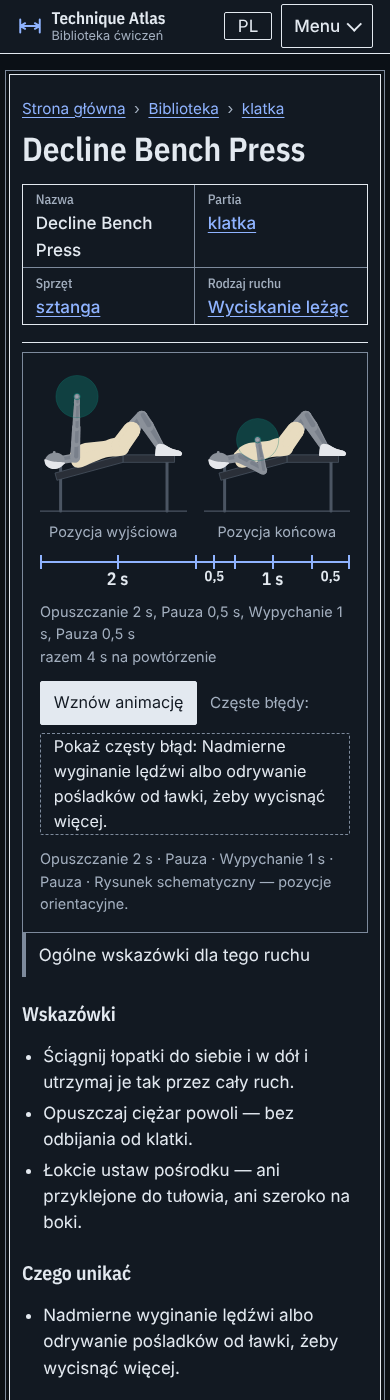 Technique Atlas
Biblioteka ćwiczeń
PL
Menu
Strona główna › Biblioteka › klatka
Decline Bench Press
Nazwa
Decline Bench
Press
Partia
klatka
Sprzęt
sztanga
Rodzaj ruchu
Wyciskanie leżąc
Pozycja wyjściowa
Pozycja końcowa
2 s
0,5
1 s
0,5
Opuszczanie 2 s, Pauza 0,5 s, Wypychanie 1
s, Pauza 0,5 s
razem 4 s na powtórzenie
Wznów animację
Częste błędy:
Pokaż częsty błąd: Nadmierne
wyginanie lędźwi albo odrywanie
pośladków od ławki, żeby wycisnąć
więcej.
Opuszczanie 2 s · Pauza · Wypychanie 1 s ·
Pauza · Rysunek schematyczny — pozycje
orientacyjne.
Ogólne wskazówki dla tego ruchu
Wskazówki
• Ściągnij łopatki do siebie i w dół i
utrzymaj je tak przez cały ruch.
• Opuszczaj ciężar powoli — bez
odbijania od klatki.
• Łokcie ustaw pośrodku — ani
przyklejone do tułowia, ani szeroko na
boki.
Czego unikać
• Nadmierne wyginanie lędźwi albo
odrywanie pośladków od ławki, żeby
wycisnąć więcej.